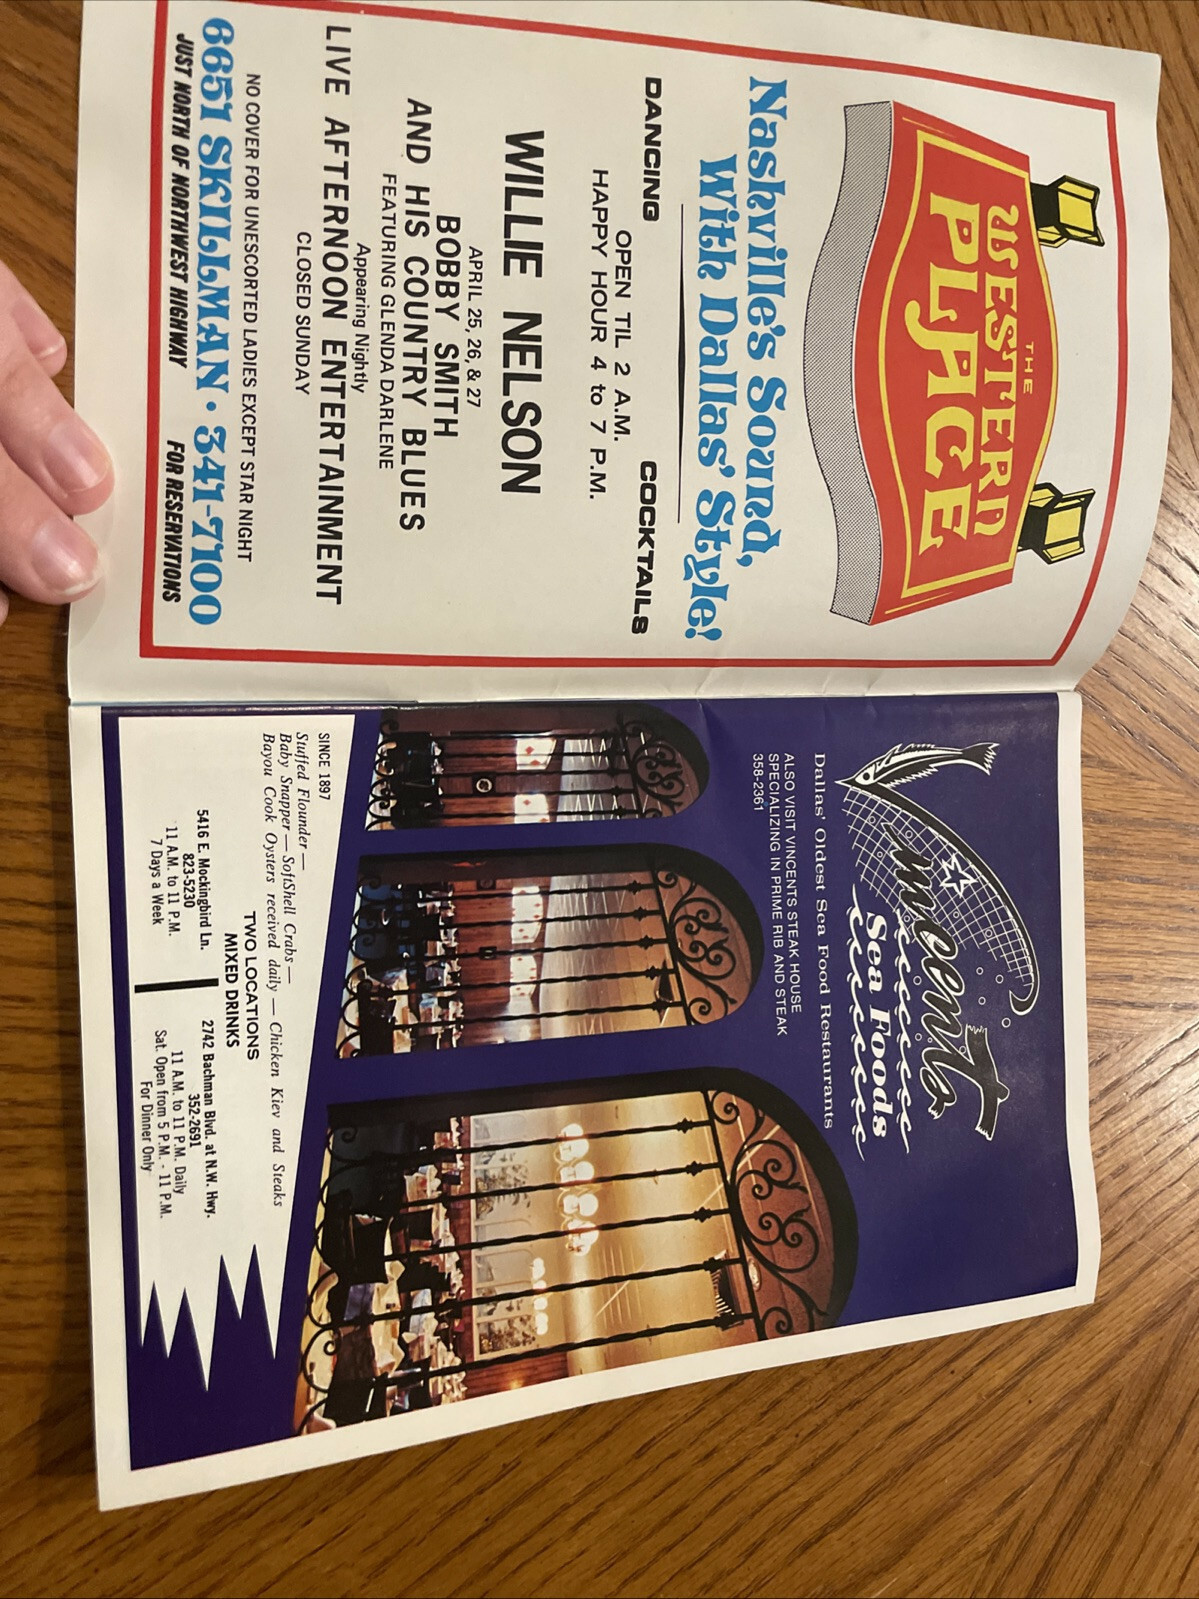 THE
WESTERN
PLACE
Nashville's Sound,
With Dallas' Style!
DANCING COCKTAILS
OPEN TIL 2 A.M.
HAPPY HOUR 4 to 7 P.M.
WILLIE NELSON
APRIL 25, 26, & 27
BOBBY SMITH
AND HIS COUNTRY BLUES
FEATURING GLENDA DARLENE
Appearing Nightly
LIVE AFTERNOON ENTERTAINMENT
CLOSED SUNDAY
NO COVER FOR UNESCORTED LADIES EXCEPT STAR NIGHT
6651 SKILLMAN • 341-7100
JUST NORTH OF NORTHWEST HIGHWAY FOR RESERVATIONS
Vincents
Sea Foods
Dallas' Oldest Sea Food Restaurants
ALSO VISIT VINCENTS STEAK HOUSE
SPECIALIZING IN PRIME RIB AND STEAK
358-2361
SINCE 1897
Stuffed Flounder —
Baby Snapper — SoftShell Crabs —
Bayou Cook Oysters received daily — Chicken Kiev and Steaks
TWO LOCATIONS
MIXED DRINKS
5416 E. Mockingbird Ln.
823-5230
11 A.M. to 11 P.M.
7 Days a Week
2742 Bachman Blvd. at N.W. Hwy.
352-2691
11 A.M. to 11 P.M. Daily
Sat. Open from 5 P.M. - 11 P.M.
For Dinner Only